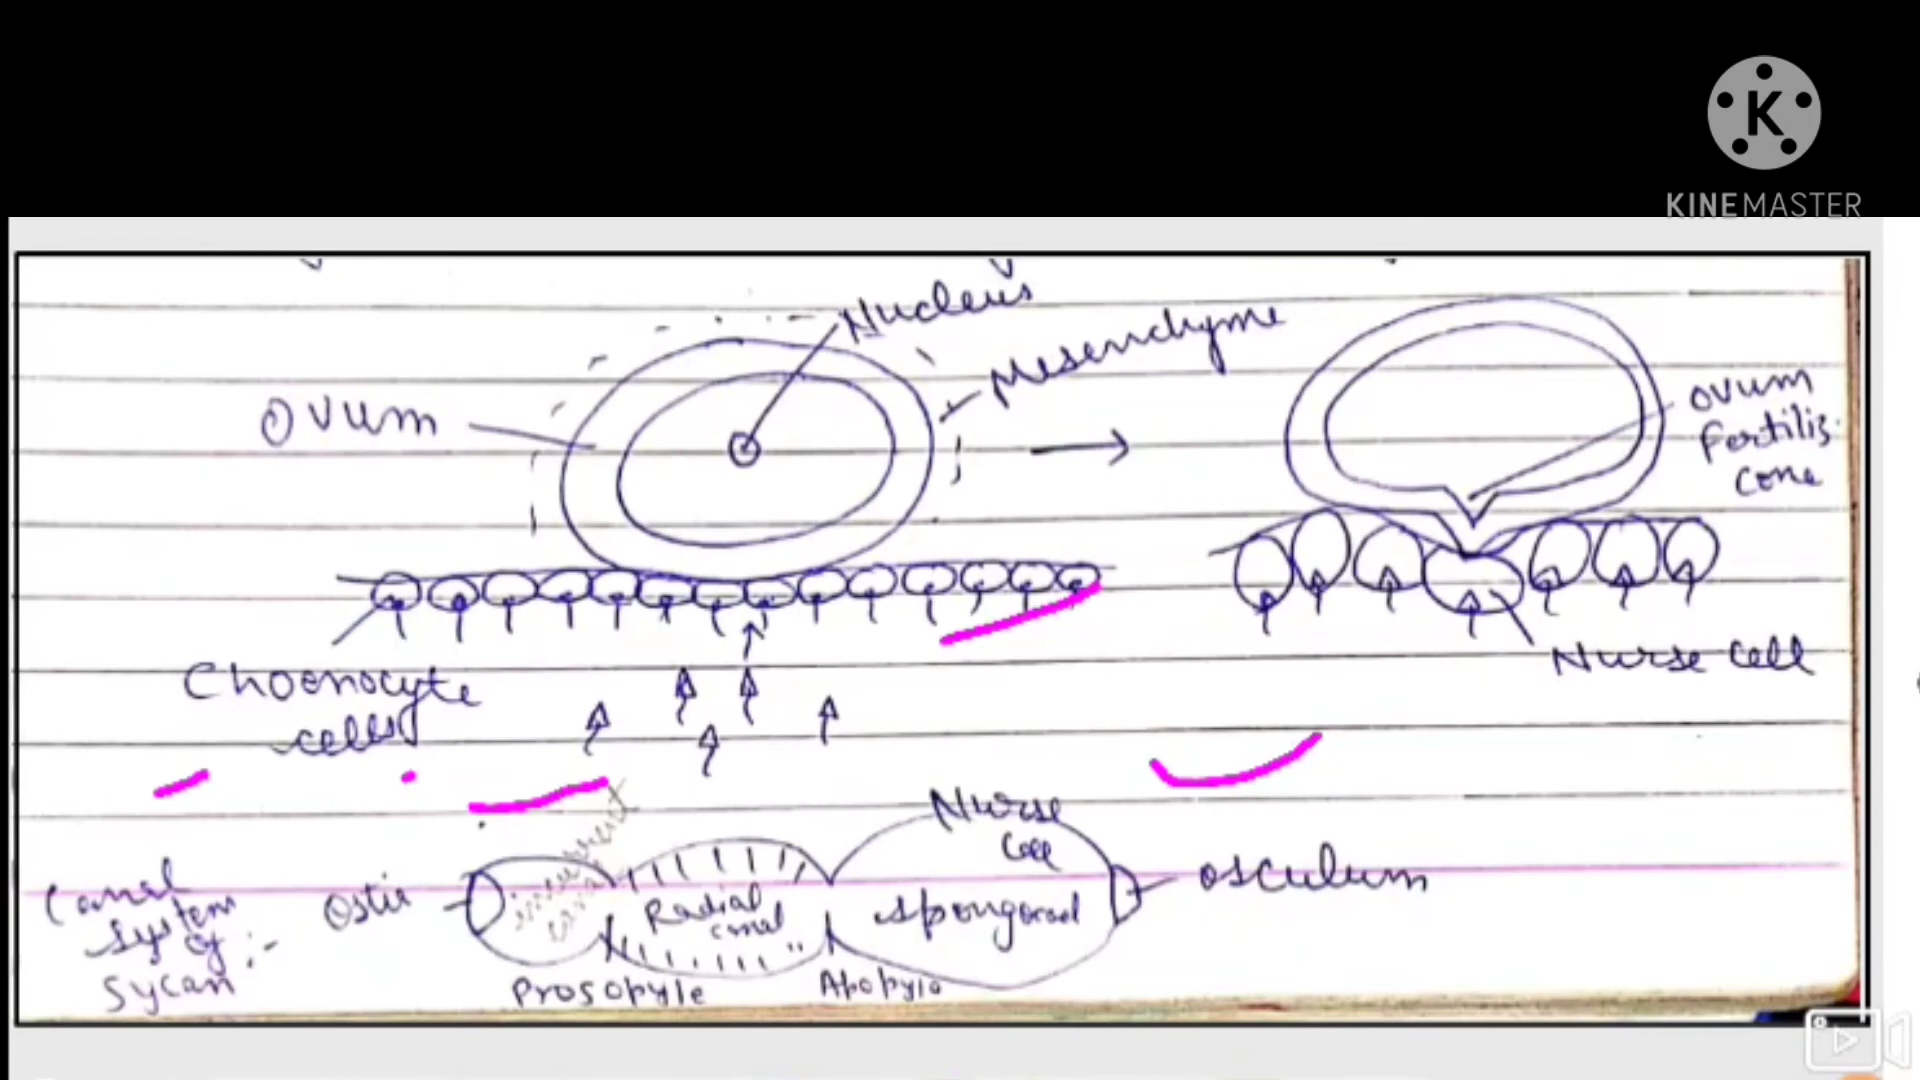 K
KINEMASTER
Nucleus
Mesenchyme
Ovum
ovum
fertilis.
cone
Nurse cell
Choenocyte
cells
Nurse
cell
Canal
system
of
Sycan :-
Ostia
Radial
canal
spongocoel
osculum
Prosopyle
Apopyle